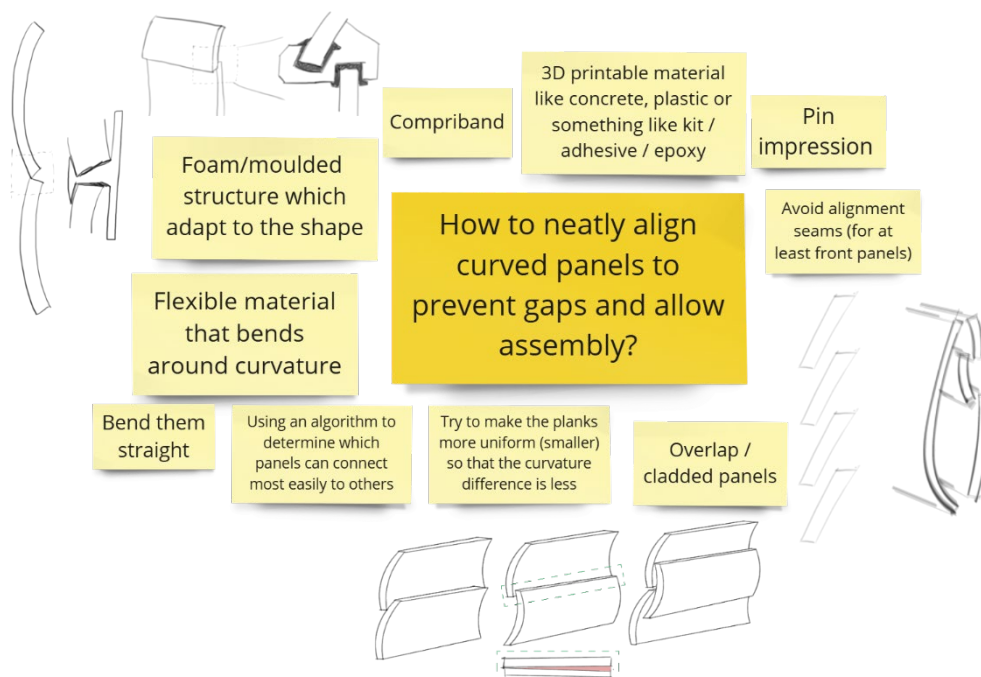 Compriband
3D printable material
like concrete, plastic or
something like kit /
adhesive / epoxy
Pin
impression
Foam/moulded
structure which
adapt to the shape
How to neatly align
curved panels to
prevent gaps and allow
assembly?
Avoid alignment
seams (for at
least front panels)
Flexible material
that bends
around curvature
Bend them
straight
Using an algorithm to
determine which
panels can connect
most easily to others
Try to make the planks
more uniform (smaller)
so that the curvature
difference is less
Overlap /
cladded panels